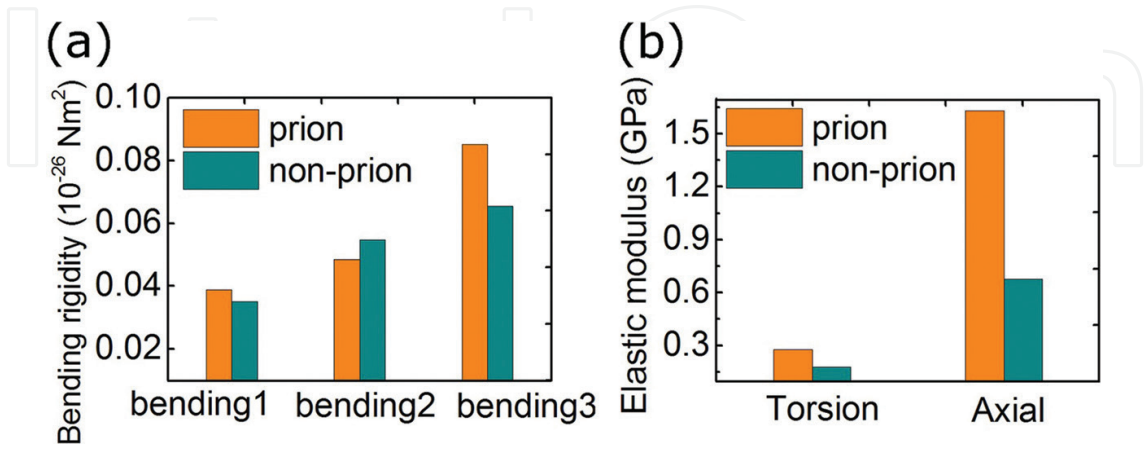 (a)
Bending rigidity (10⁻²⁶ Nm²)
0.10
0.08
0.06
0.04
0.02
prion
non-prion
bending1
bending2
bending3
(b)
Elastic modulus (GPa)
1.5
1.2
0.9
0.6
0.3
prion
non-prion
Torsion
Axial